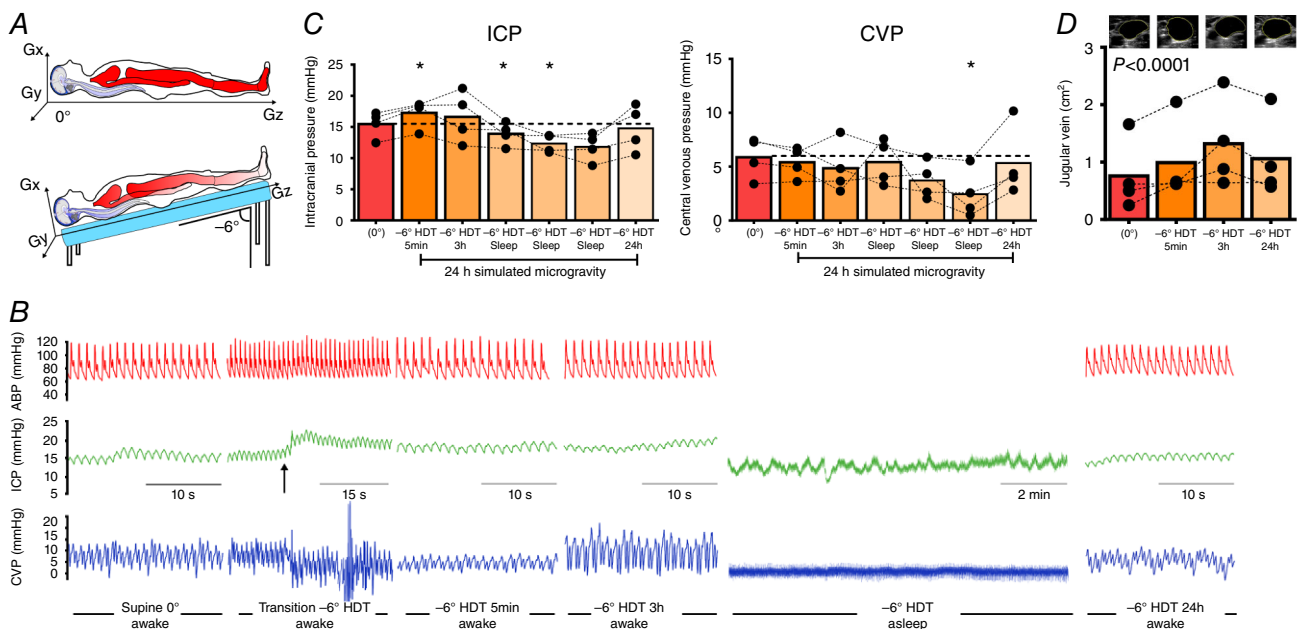 A
Gx
Gy
0°
Gz
Gx
Gz
Gy
–6°
C
ICP
Intracranial pressure (mmHg)
25
20
15
10
5
0
* * *
(0°) –6° HDT –6° HDT –6° HDT –6° HDT –6° HDT –6° HDT
5min 3h Sleep Sleep Sleep 24h
24 h simulated microgravity
CVP
Central venous pressure (mmHg)
15
10
5
0
*
(0°) –6° HDT –6° HDT –6° HDT –6° HDT –6° HDT –6° HDT
5min 3h Sleep Sleep Sleep 24h
24 h simulated microgravity
D
P<0.0001
Jugular vein (cm²)
3
2
1
0
(0°) –6° HDT –6° HDT –6° HDT
5min 3h 24h
B
ABP (mmHg)
120
100
80
60
40
ICP (mmHg)
25
20
15
10
5
10 s 15 s 10 s 10 s 2 min 10 s
CVP (mmHg)
20
15
10
5
0
Supine 0° Transition –6° HDT –6° HDT 5min –6° HDT 3h –6° HDT –6° HDT 24h
awake awake awake awake asleep awake